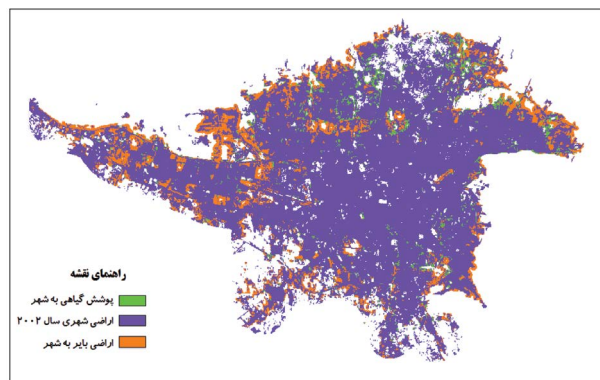 راهنمای نقشه
پوشش گیاهی به شهر
اراضی شهری سال ۲۰۰۲
اراضی بایر به شهر